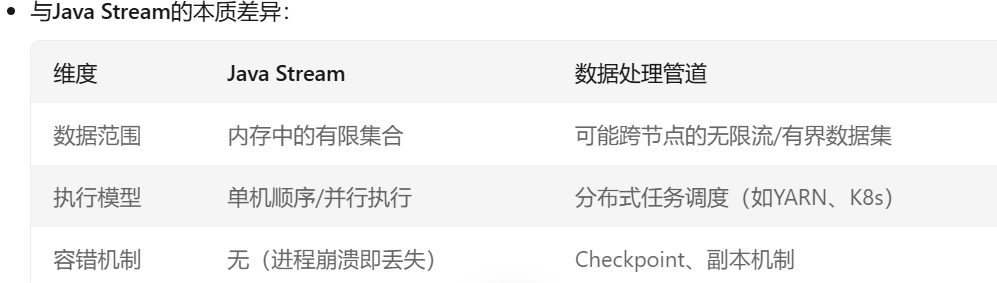 与Java Stream的本质差异：
维度 Java Stream 数据处理管道
数据范围 内存中的有限集合 可能跨节点的无限流/有界数据集
执行模型 单机顺序/并行执行 分布式任务调度（如YARN、K8s）
容错机制 无（进程崩溃即丢失） Checkpoint、副本机制